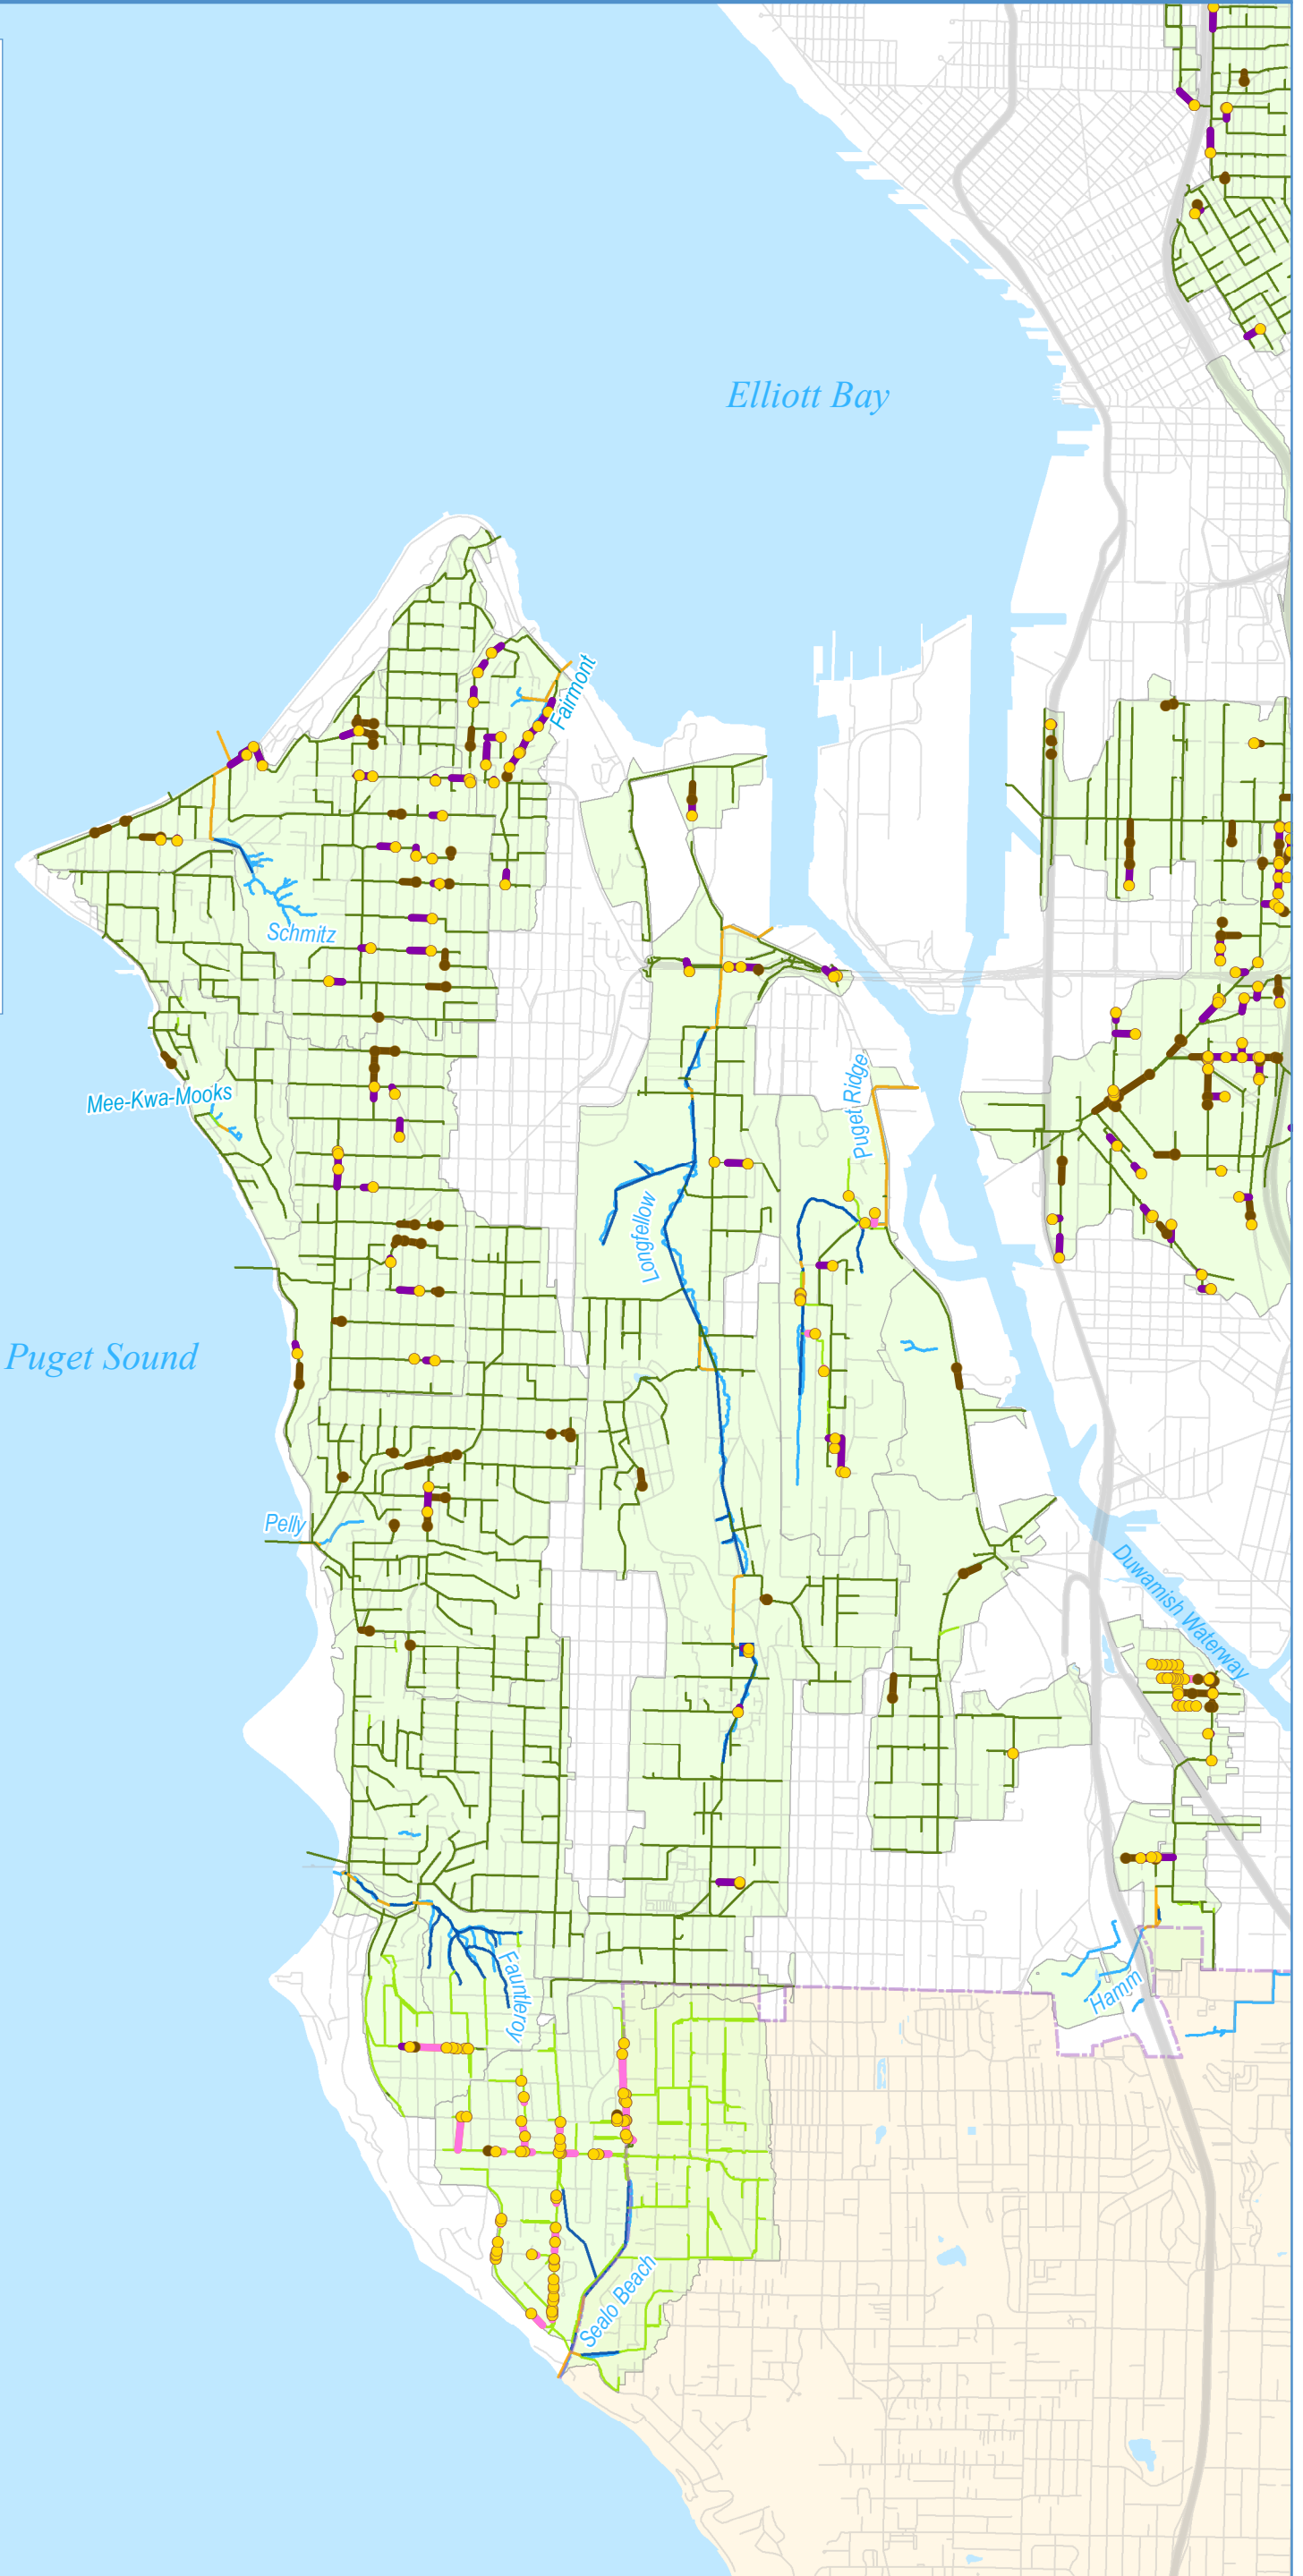 Elliott Bay
Fairmont
Schmitz
Mee-Kwa-Mooks
Puget Ridge
Longfellow
Puget Sound
Pelly
Duwamish Waterway
Fauntleroy
Hamm
Sealo Beach